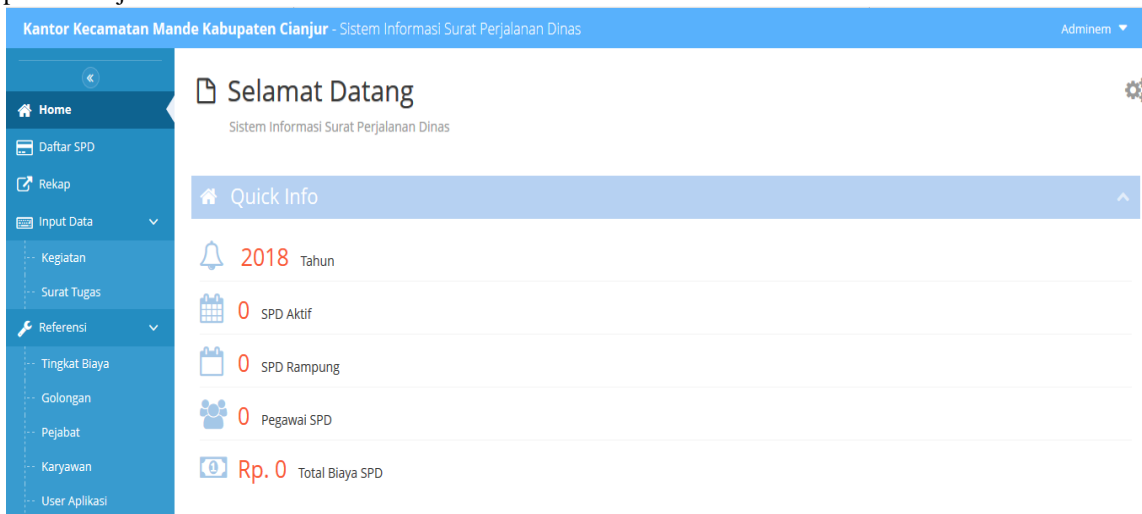 Kantor Kecamatan Mande Kabupaten Cianjur - Sistem Informasi Surat Perjalanan Dinas
Adminem
Home
Daftar SPD
Rekap
Input Data
Kegiatan
Surat Tugas
Referensi
Tingkat Biaya
Golongan
Pejabat
Karyawan
User Aplikasi
Selamat Datang
Sistem Informasi Surat Perjalanan Dinas
Quick Info
2018 Tahun
0 SPD Aktif
0 SPD Rampung
0 Pegawai SPD
Rp. 0 Total Biaya SPD